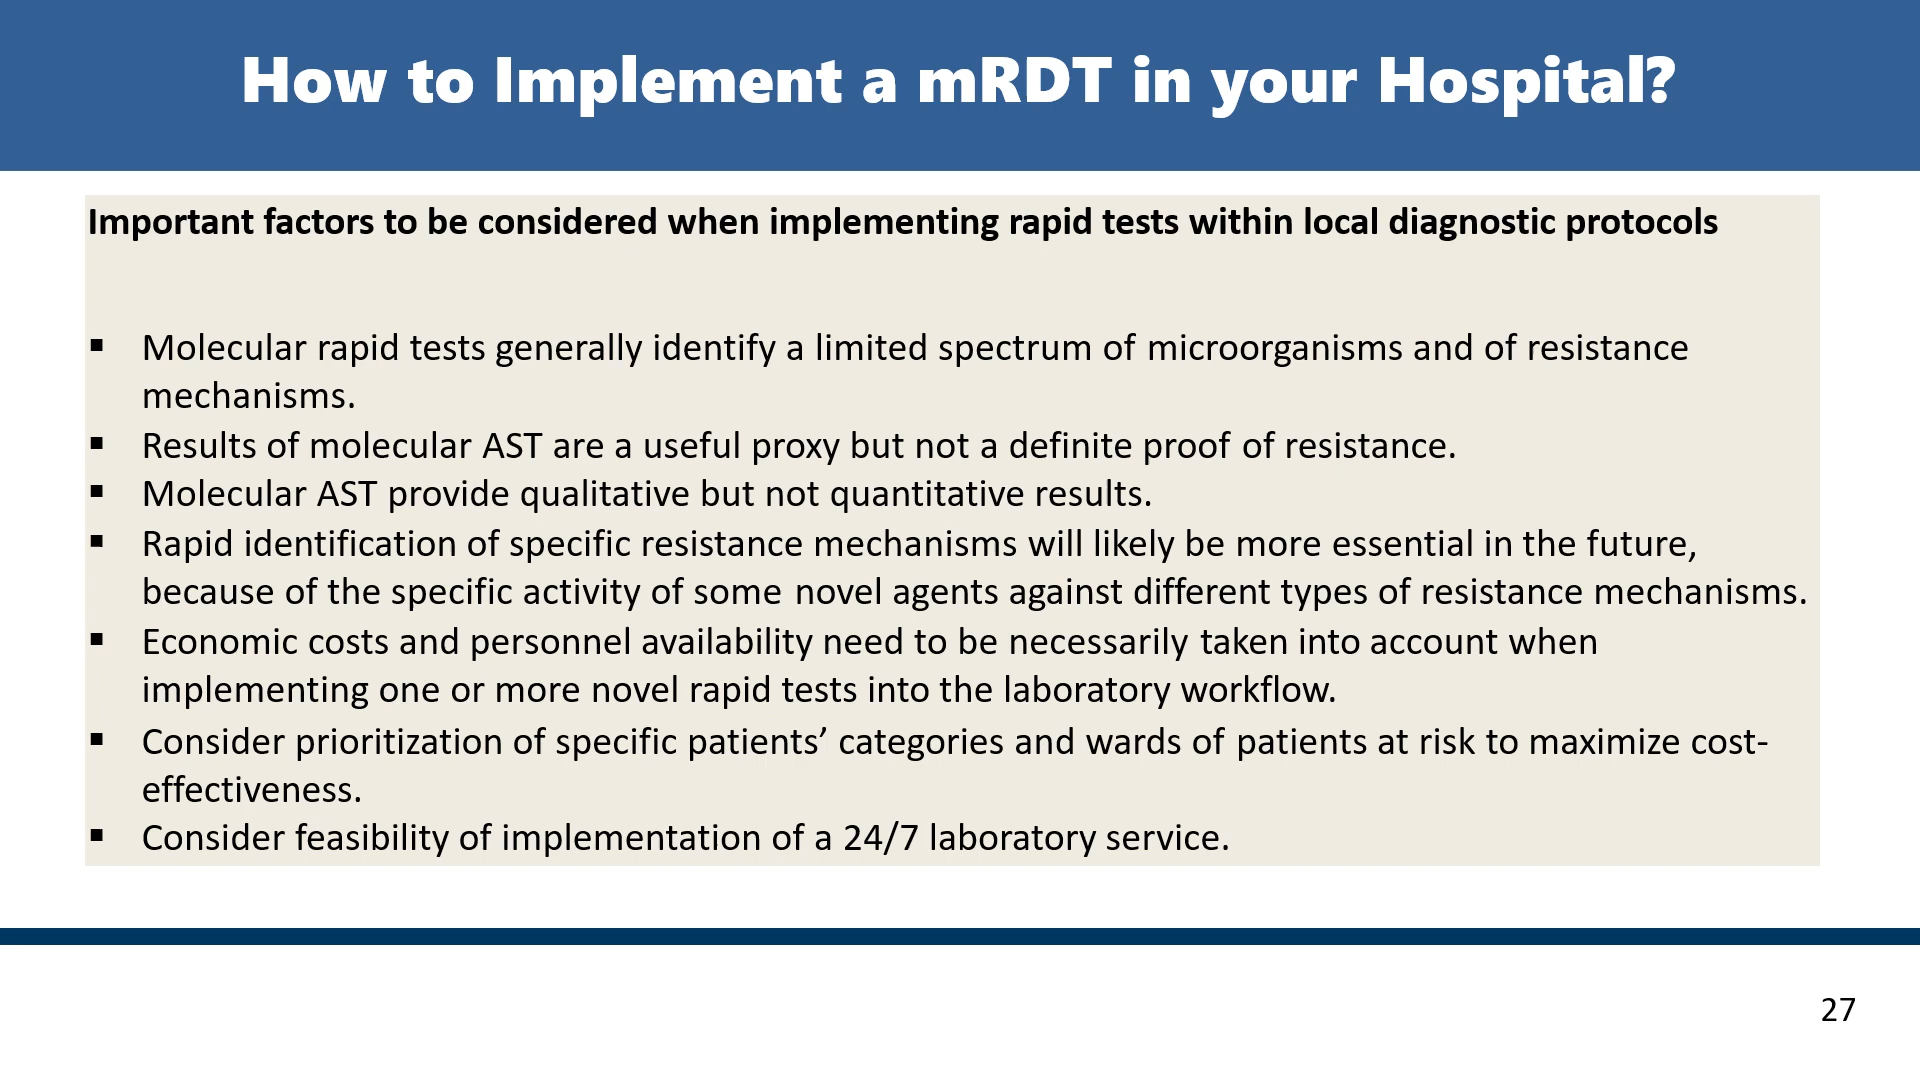 How to Implement a mRDT in your Hospital?
Important factors to be considered when implementing rapid tests within local diagnostic protocols
▪ Molecular rapid tests generally identify a limited spectrum of microorganisms and of resistance
mechanisms.
▪ Results of molecular AST are a useful proxy but not a definite proof of resistance.
▪ Molecular AST provide qualitative but not quantitative results.
▪ Rapid identification of specific resistance mechanisms will likely be more essential in the future,
because of the specific activity of some novel agents against different types of resistance mechanisms.
▪ Economic costs and personnel availability need to be necessarily taken into account when
implementing one or more novel rapid tests into the laboratory workflow.
▪ Consider prioritization of specific patients’ categories and wards of patients at risk to maximize cost-
effectiveness.
▪ Consider feasibility of implementation of a 24/7 laboratory service.
27